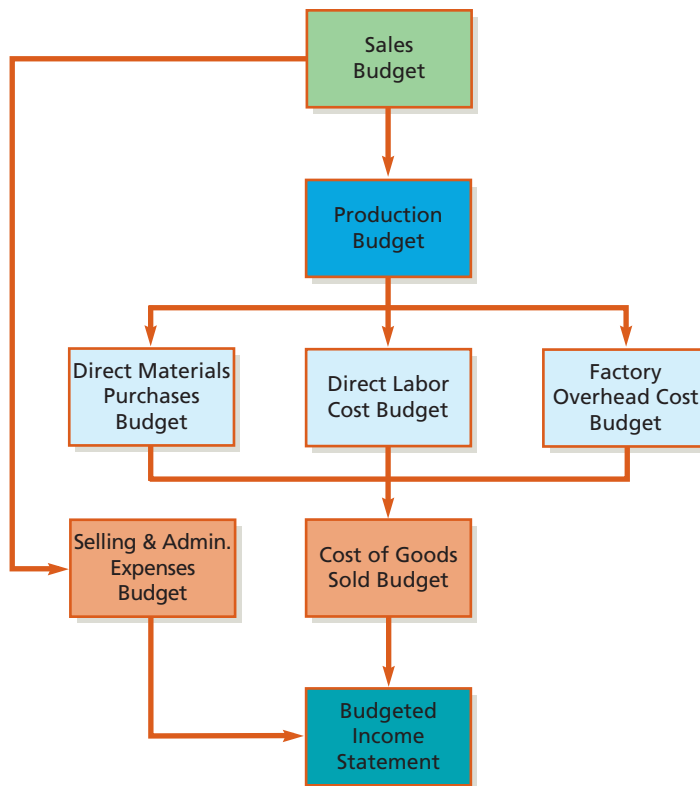 Sales
Budget
Production
Budget
Direct Materials
Purchases
Budget
Direct Labor
Cost Budget
Factory
Overhead Cost
Budget
Selling & Admin.
Expenses
Budget
Cost of Goods
Sold Budget
Budgeted
Income
Statement